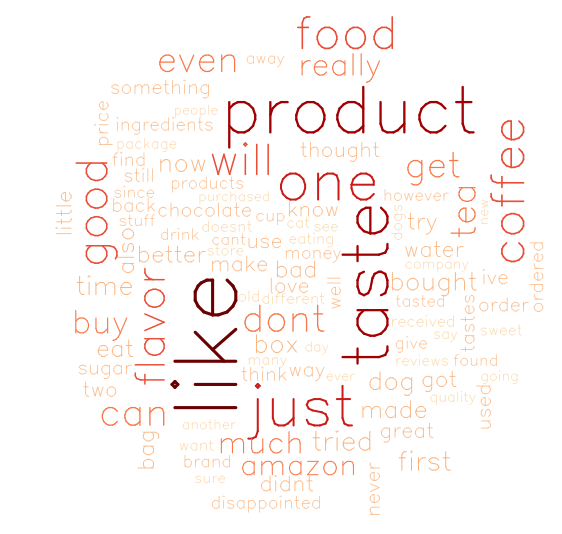 food
even
away
really
something
people
product
price
ingredients
package
thought
coffee
find
now
will
get
still
products
one
good
since
purchased
however
little
back
chocolate
cup
know
cat
dogs
try
tea
new
stuff
also
drink
doesnt
cant
use
see
eating
taste
water
better
store
money
company
make
bad
well
bought
ive
ordered
time
love
old
different
tasted
tastes
order
like
flavor
buy
dont
received
say
sweet
box
day
give
eat
many
reviews
found
sugar
think
way
ever
dog
got
going
two
used
quality
can
just
made
another
much
tried
great
bag
want
brand
amazon
first
sure
didnt
never
disappointed